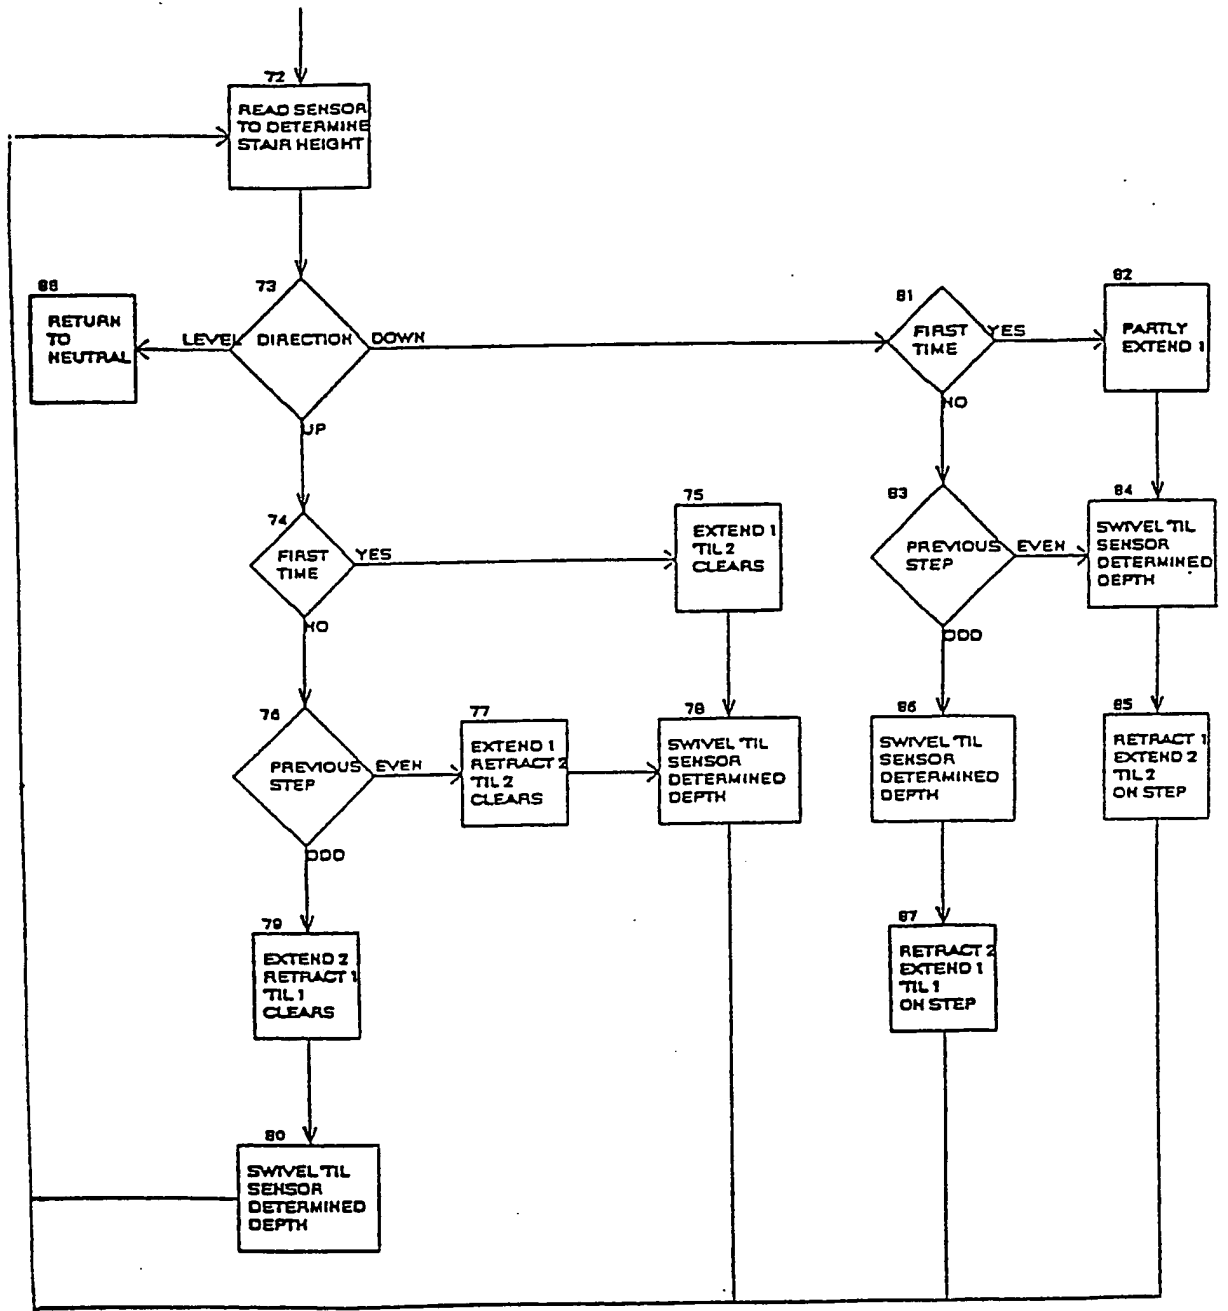 72
READ SENSOR
TO DETERMINE
STAIR HEIGHT
88
RETURN
TO
NEUTRAL
LEVEL
73
DIRECTION
DOWN
UP
81
FIRST
TIME
YES
NO
82
PARTLY
EXTEND 1
74
FIRST
TIME
YES
NO
75
EXTEND 1
'TIL 2
CLEARS
83
PREVIOUS
STEP
EVEN
ODD
84
SWIVEL 'TIL
SENSOR
DETERMINED
DEPTH
76
PREVIOUS
STEP
EVEN
ODD
77
EXTEND 1
RETRACT 2
'TIL 2
CLEARS
78
SWIVEL 'TIL
SENSOR
DETERMINED
DEPTH
86
SWIVEL 'TIL
SENSOR
DETERMINED
DEPTH
85
RETRACT 1
EXTEND 2
'TIL 2
ON STEP
79
EXTEND 2
RETRACT 1
'TIL 1
CLEARS
87
RETRACT 2
EXTEND 1
'TIL 1
ON STEP
80
SWIVEL 'TIL
SENSOR
DETERMINED
DEPTH